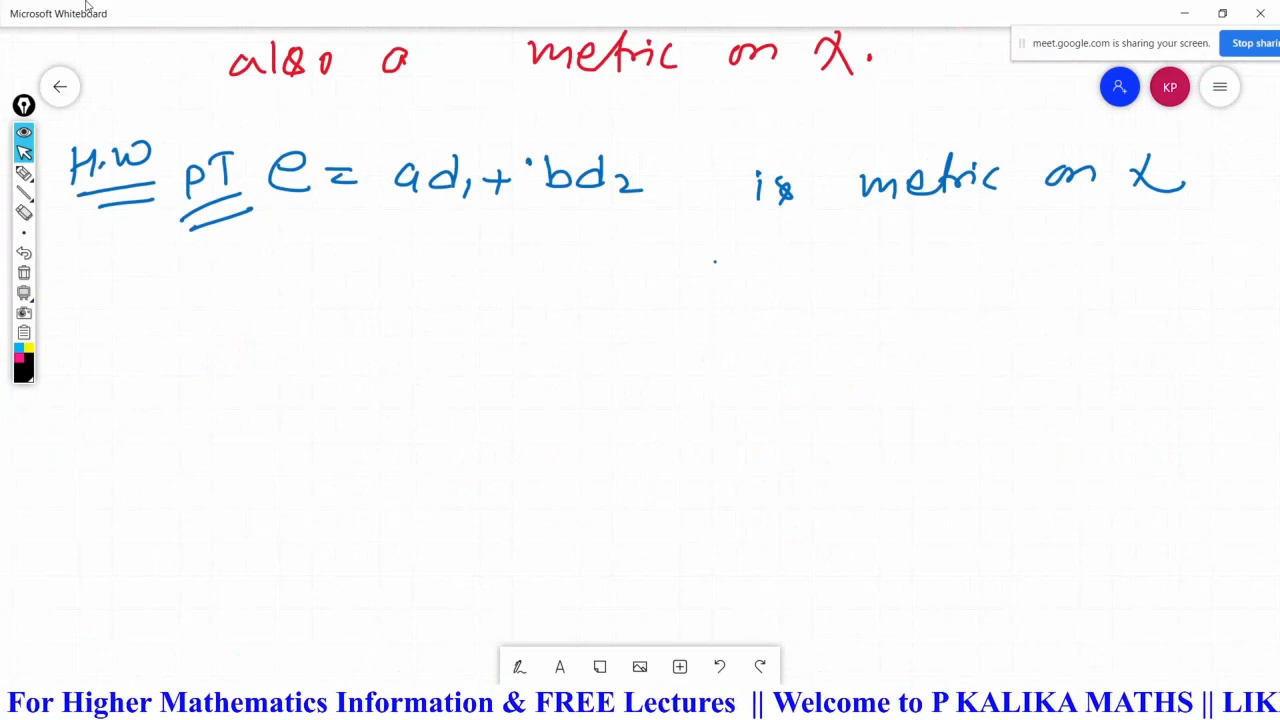 Microsoft Whiteboard
meet.google.com is sharing your screen.
Stop sharing
also a metric on X.
KP
H.W PT e = ad1 + bd2 is metric on X
A
For Higher Mathematics Information & FREE Lectures || Welcome to P KALIKA MATHS || LIK